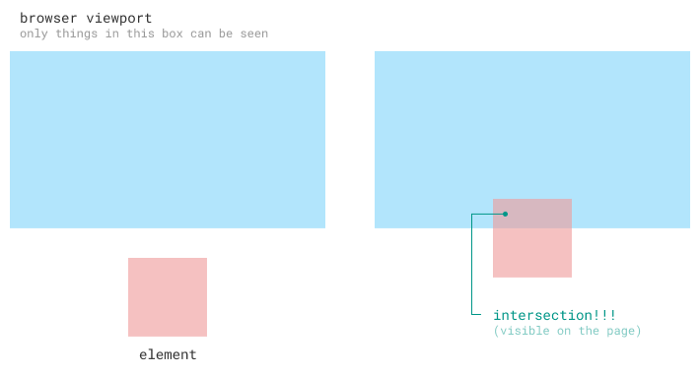 browser viewport
only things in this box can be seen
intersection!!!
(visible on the page)
element